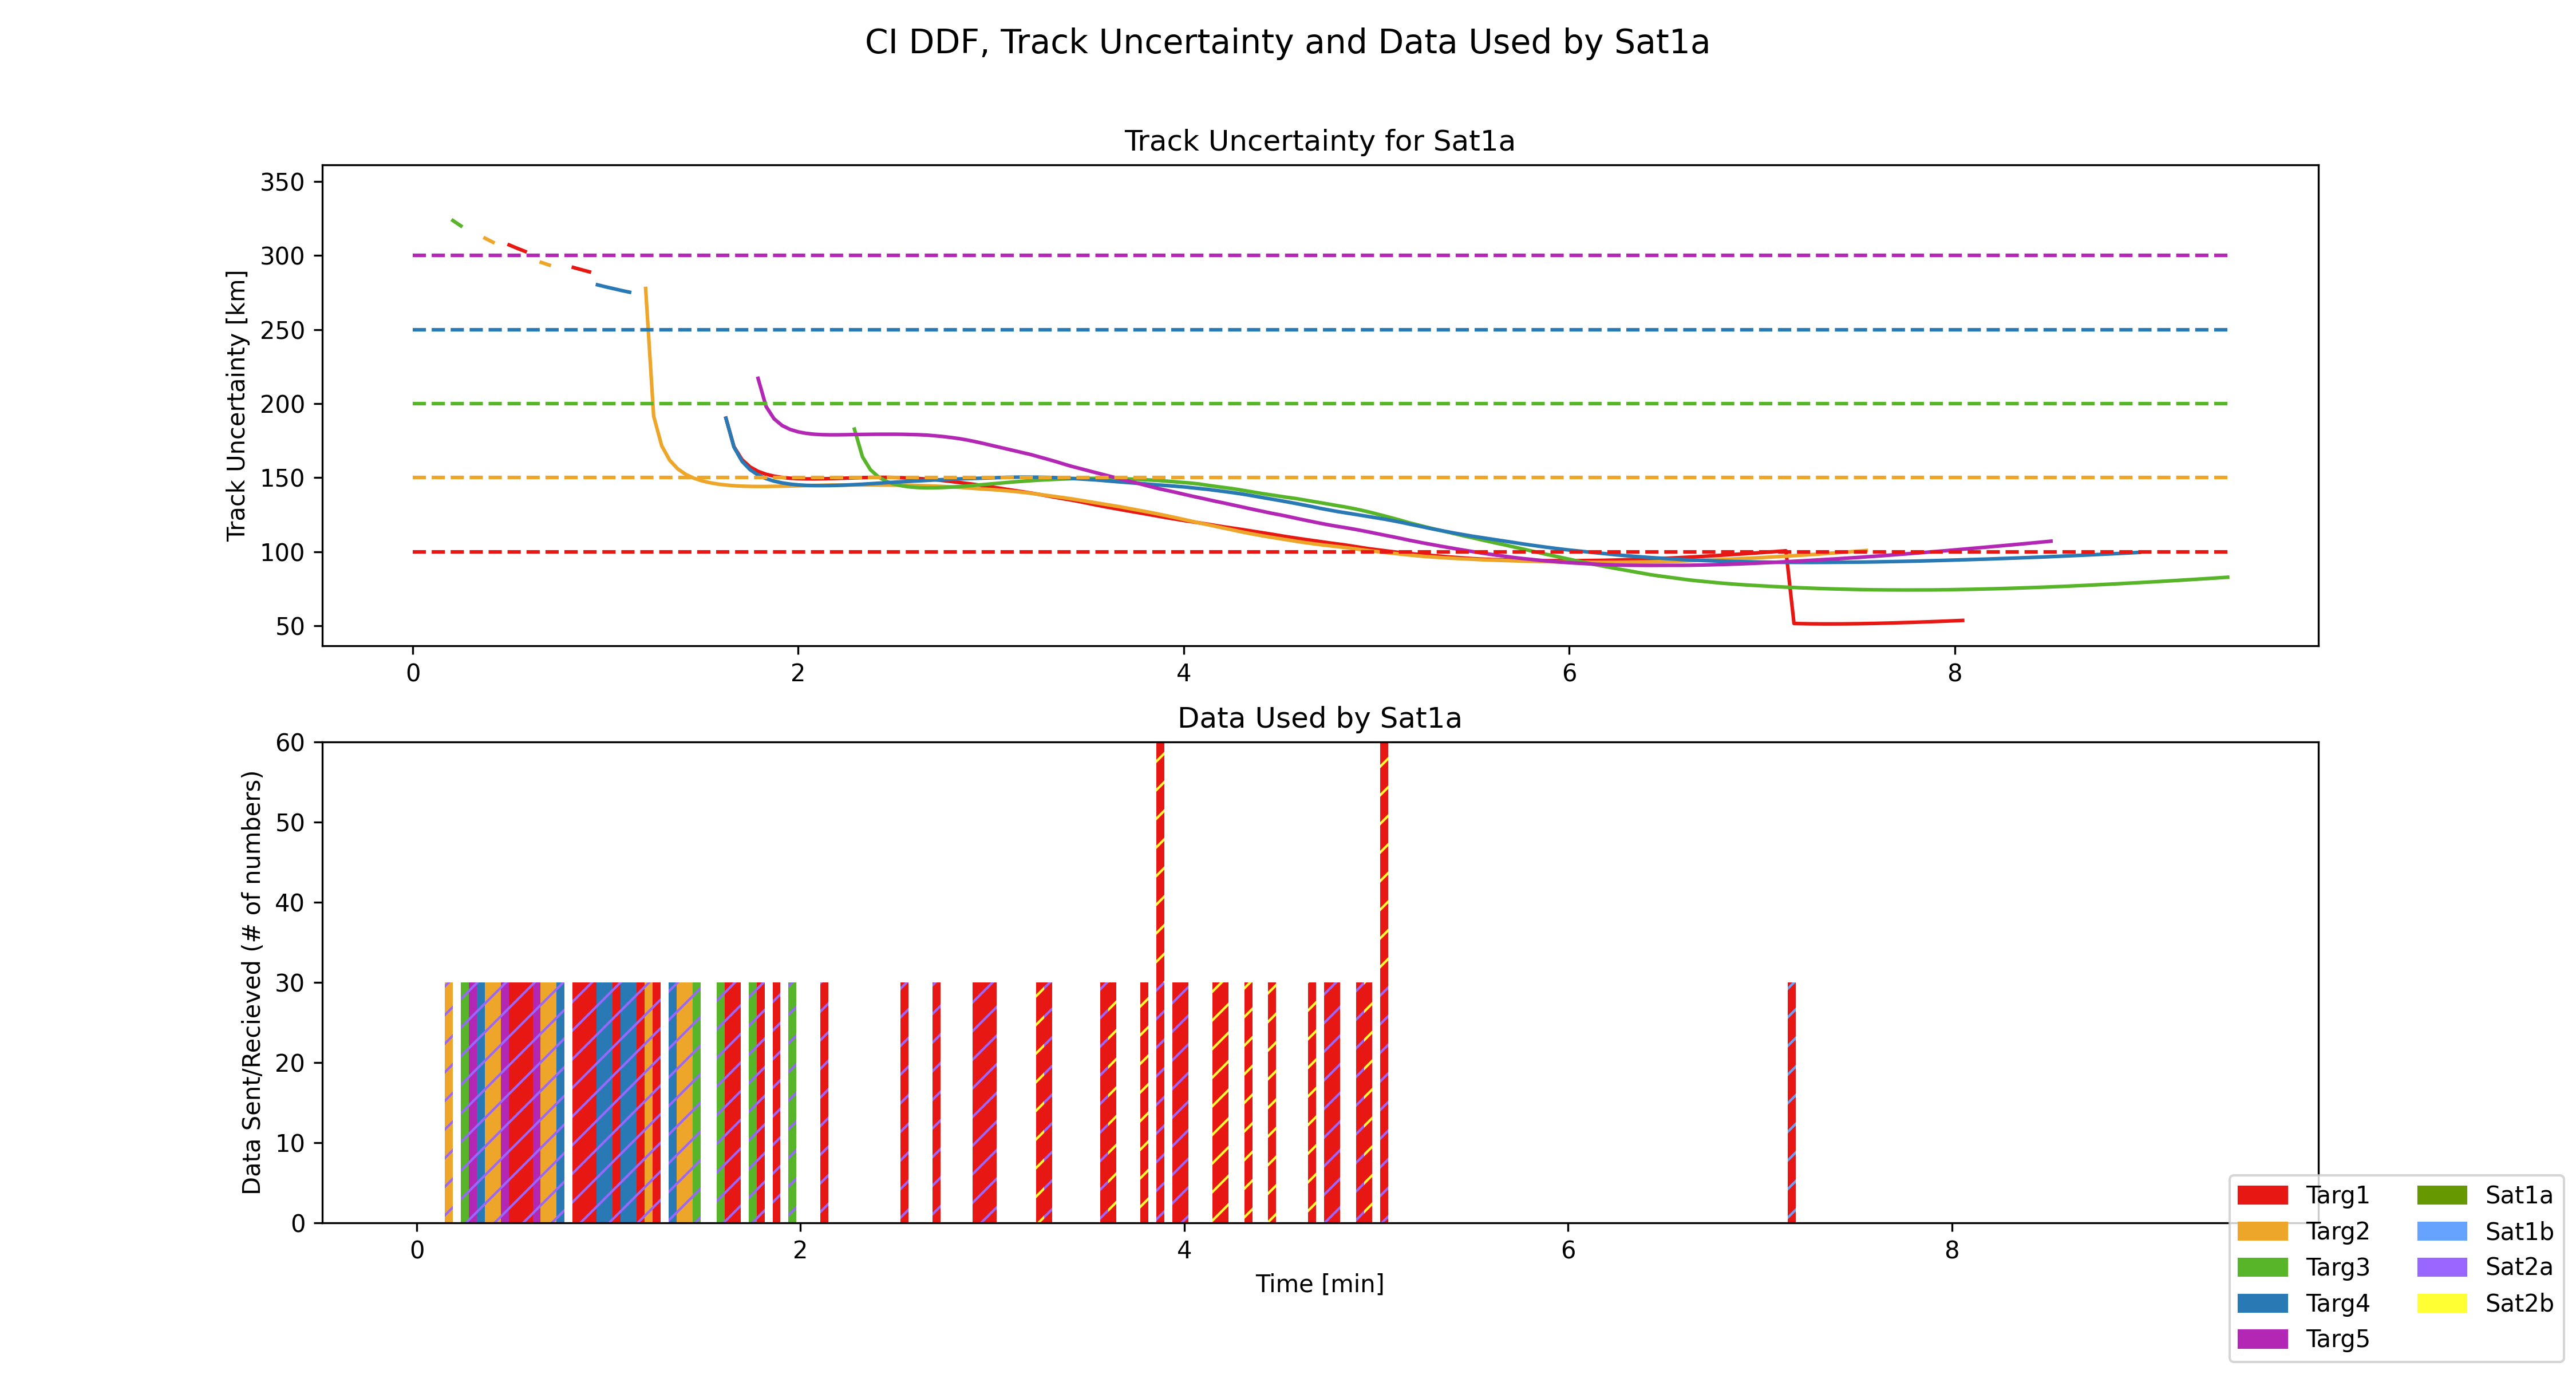 CI DDF, Track Uncertainty and Data Used by Sat1a
Track Uncertainty for Sat1a
Track Uncertainty [km]
350
300
250
200
150
100
50
0 2 4 6 8
Data Used by Sat1a
Data Sent/Recieved (# of numbers)
60
50
40
30
20
10
0
0 2 4 6 8
Time [min]
Targ1 Sat1a
Targ2 Sat1b
Targ3 Sat2a
Targ4 Sat2b
Targ5